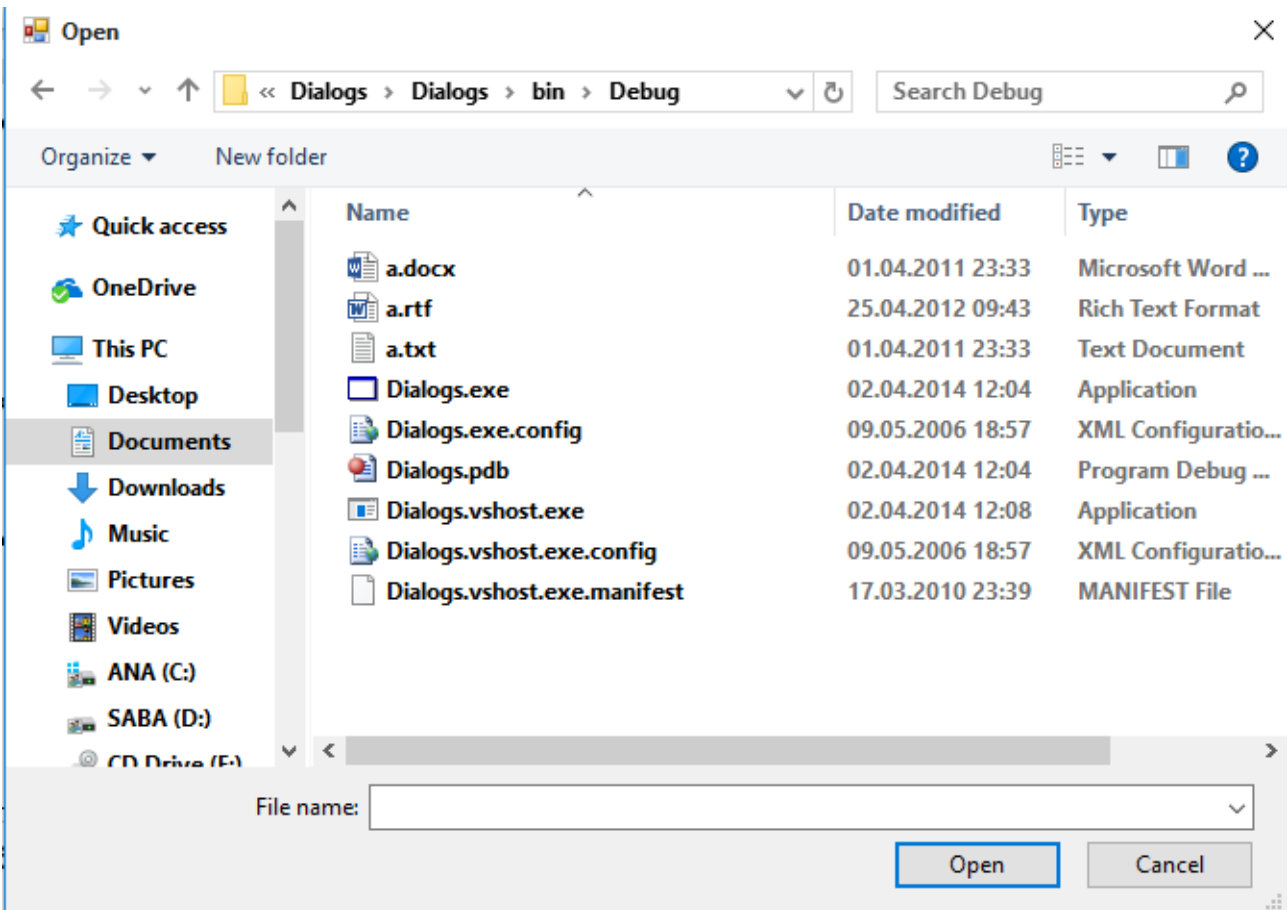 Open
« Dialogs > Dialogs > bin > Debug
Search Debug
Organize
New folder
Quick access
OneDrive
This PC
Desktop
Documents
Downloads
Music
Pictures
Videos
ANA (C:)
SABA (D:)
CD Drive (F:)
Name Date modified Type
a.docx 01.04.2011 23:33 Microsoft Word ...
a.rtf 25.04.2012 09:43 Rich Text Format
a.txt 01.04.2011 23:33 Text Document
Dialogs.exe 02.04.2014 12:04 Application
Dialogs.exe.config 09.05.2006 18:57 XML Configuratio...
Dialogs.pdb 02.04.2014 12:04 Program Debug ...
Dialogs.vshost.exe 02.04.2014 12:08 Application
Dialogs.vshost.exe.config 09.05.2006 18:57 XML Configuratio...
Dialogs.vshost.exe.manifest 17.03.2010 23:39 MANIFEST File
File name:
Open Cancel